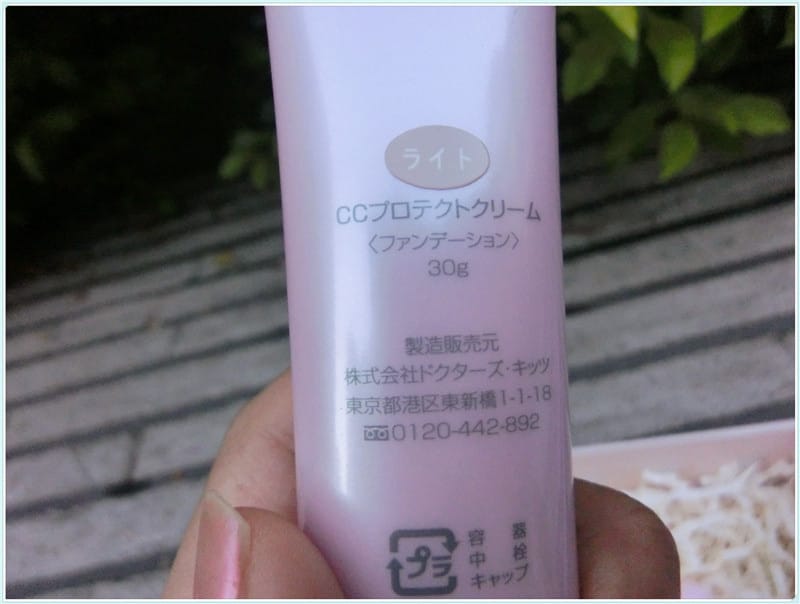 ライト
CCプロテクトクリーム
〈ファンデーション〉
30g
製造販売元
株式会社ドクターズ・キッツ
東京都港区東新橋1-1-18
0120-442-892
プラ
容器
中栓
キャップ